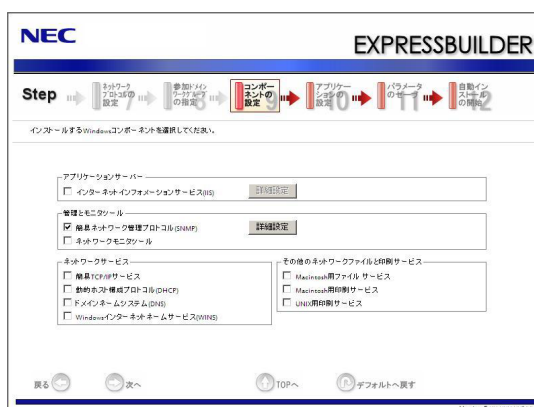 NEC
EXPRESSBUILDER
Step
ネットワークプロトコルの設定 7
参加ドメインワークグループの指定 8
コンポーネントの設定 9
アプリケーションの設定 10
パラメータのセーブ 11
自動インストールの開始 12
インストールするWindowsコンポーネントを選択してください。
アプリケーションサーバー
インターネットインフォメーションサービス(IIS)
詳細設定
管理とモニタツール
簡易ネットワーク管理プロトコル(SNMP)
詳細設定
ネットワークモニタツール
ネットワークサービス
簡易TCP/IPサービス
動的ホスト構成プロトコル(DHCP)
ドメインネームシステム(DNS)
Windowsインターネットネームサービス(WINS)
その他のネットワークファイルと印刷サービス
Macintosh用ファイル サービス
Macintosh用印刷サービス
UNIX用印刷サービス
戻る
次へ
TOPへ
デフォルトへ戻す